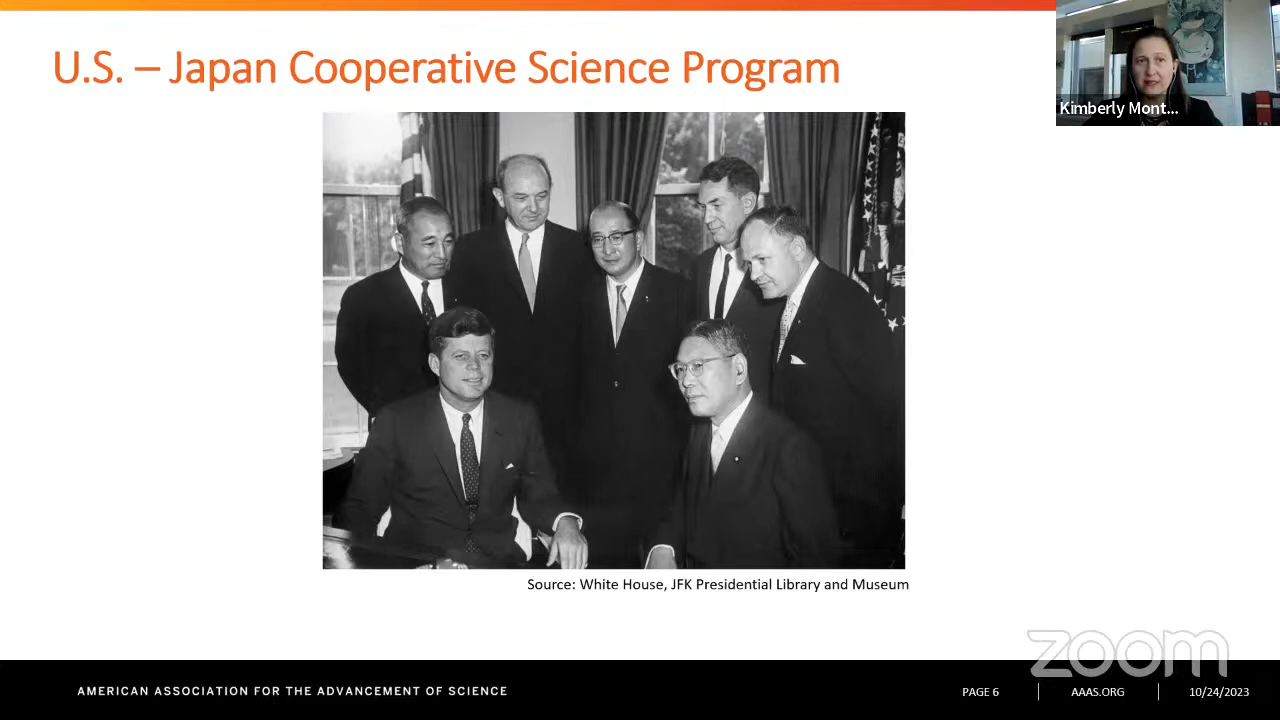 U.S. – Japan Cooperative Science Program
Kimberly Mont...
Source: White House, JFK Presidential Library and Museum
zoom
AMERICAN ASSOCIATION FOR THE ADVANCEMENT OF SCIENCE
PAGE 6
AAAS.ORG
10/24/2023